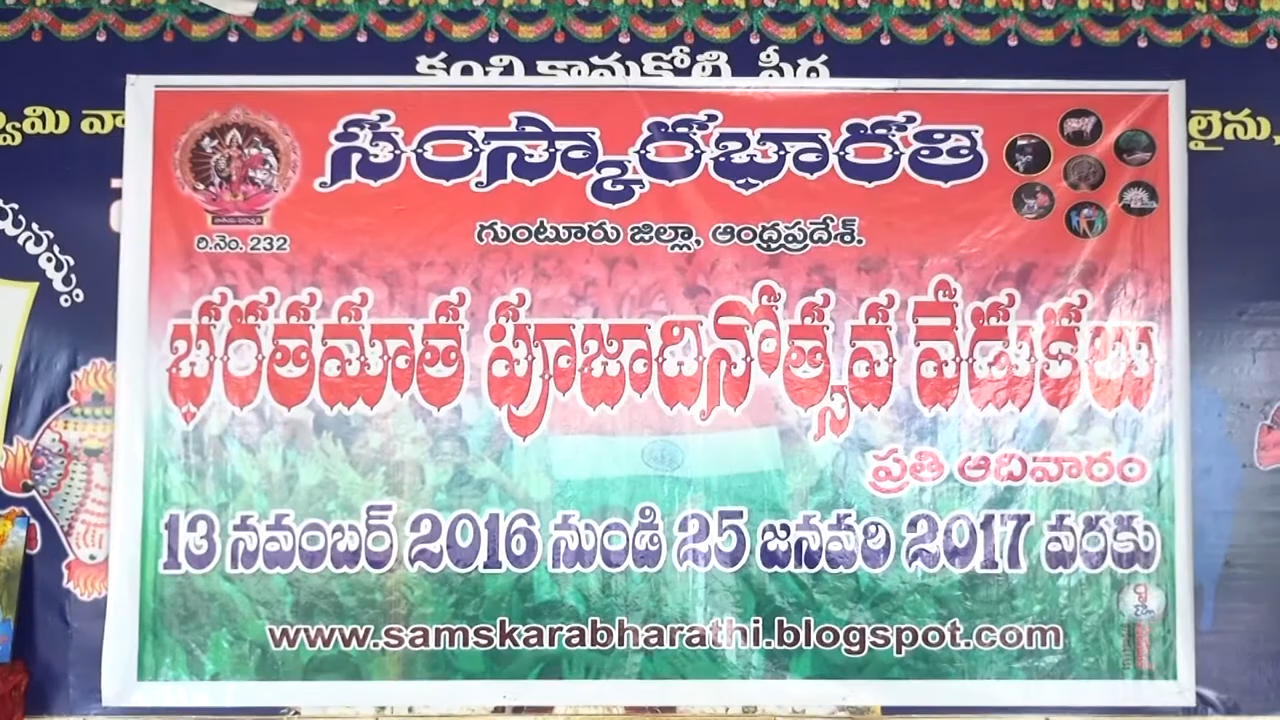 కంచి కామకోటి పీఠ
స్వామి వా
లైను,
సంస్కారభారతి
రి.నెం. 232
గుంటూరు జిల్లా, ఆంధ్రప్రదేశ్.
భరతమాత పూజాదినోత్సవ వేడుకలు
ప్రతి ఆదివారం
13 నవంబర్ 2016 నుండి 25 జనవరి 2017 వరకు
www.samskarabharathi.blogspot.com